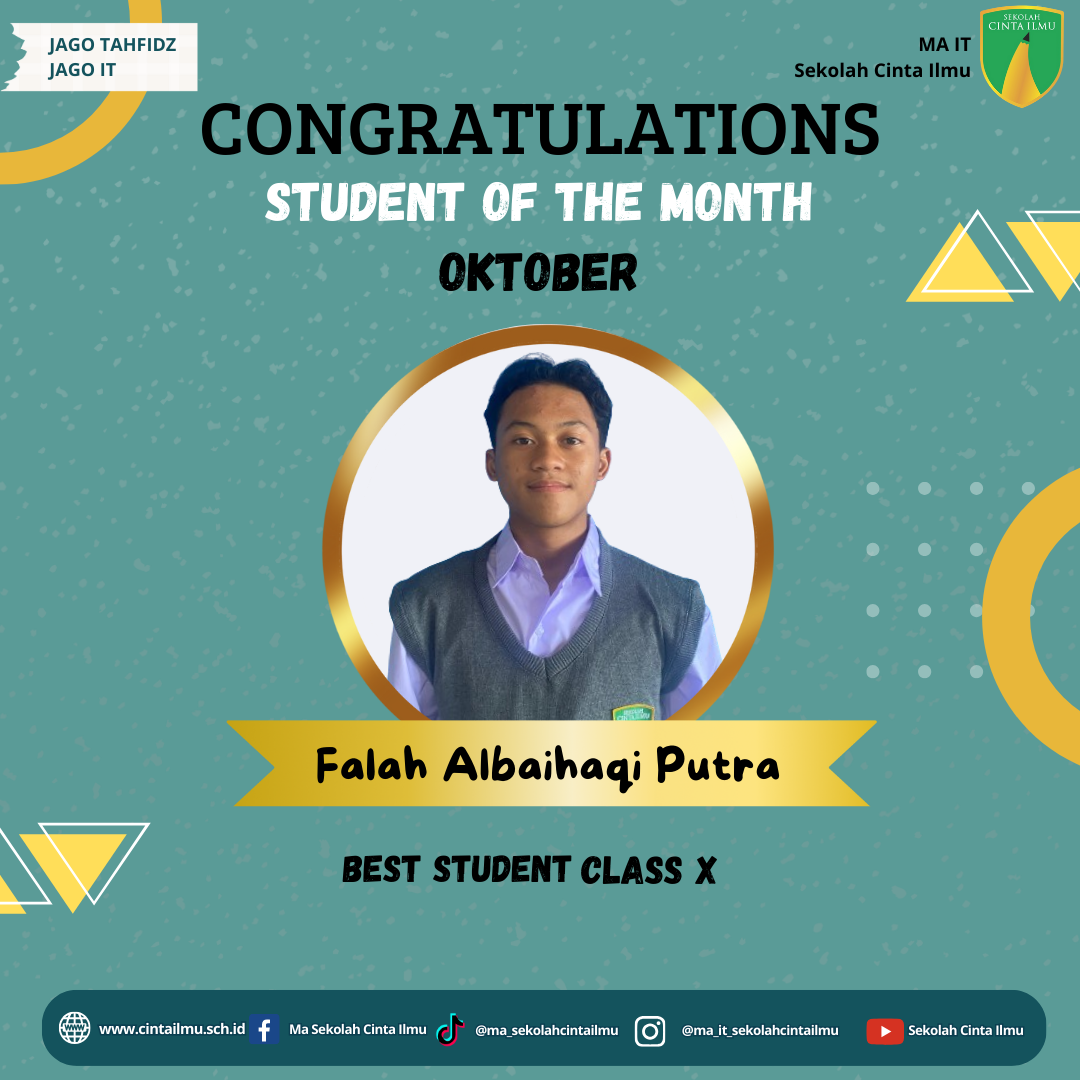 JAGO TAHFIDZ
JAGO IT
MA IT
Sekolah Cinta Ilmu
SEKOLAH
CINTA ILMU
CONGRATULATIONS
STUDENT OF THE MONTH
OKTOBER
Falah Albaihaqi Putra
BEST STUDENT CLASS X
www.cintailmu.sch.id
Ma Sekolah Cinta Ilmu
@ma_sekolahcintailmu
@ma_it_sekolahcintailmu
Sekolah Cinta Ilmu